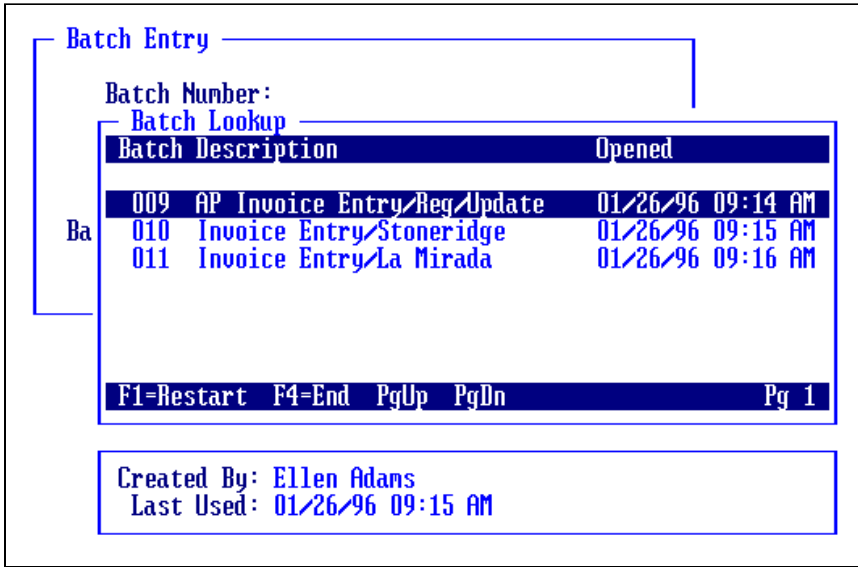 Batch Entry
Batch Number:
Batch Lookup
Batch Description Opened
009 AP Invoice Entry/Reg/Update 01/26/96 09:14 AM
Ba 010 Invoice Entry/Stoneridge 01/26/96 09:15 AM
011 Invoice Entry/La Mirada 01/26/96 09:16 AM
F1=Restart F4=End PgUp PgDn Pg 1
Created By: Ellen Adams
Last Used: 01/26/96 09:15 AM